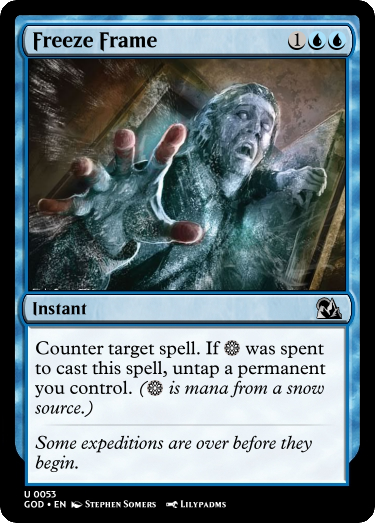 Freeze Frame 1
Instant
Counter target spell. If was spent
to cast this spell, untap a permanent
you control. ( is mana from a snow
source.)
Some expeditions are over before they
begin.
U 0053
GOD • EN Stephen Somers Lilypadms